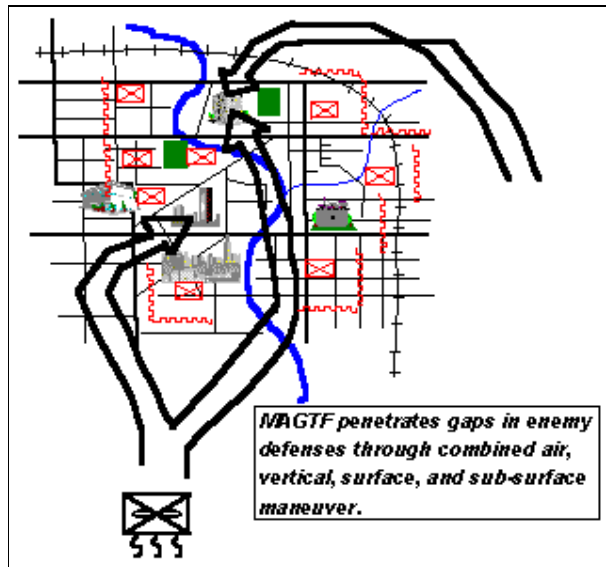 MAGTF penetrates gaps in enemy
defenses through combined air,
vertical, surface, and sub-surface
maneuver.